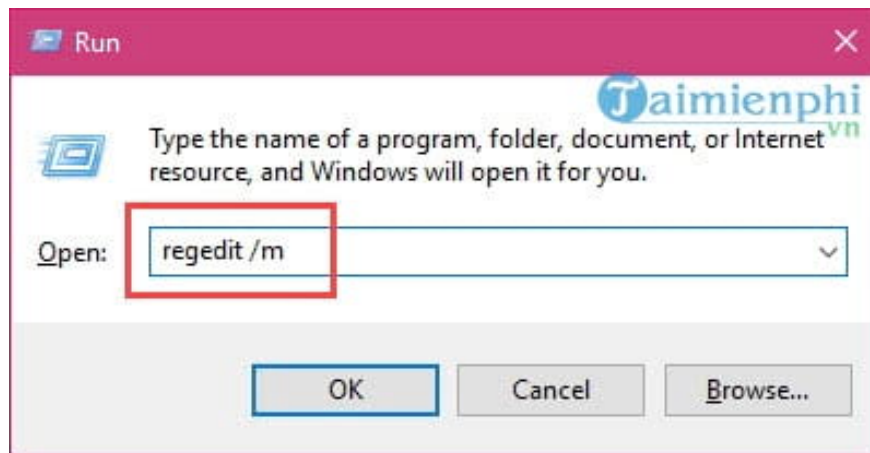 Run
Taimienphi
vn
Type the name of a program, folder, document, or Internet
resource, and Windows will open it for you.
Open: regedit /m
OK Cancel Browse...